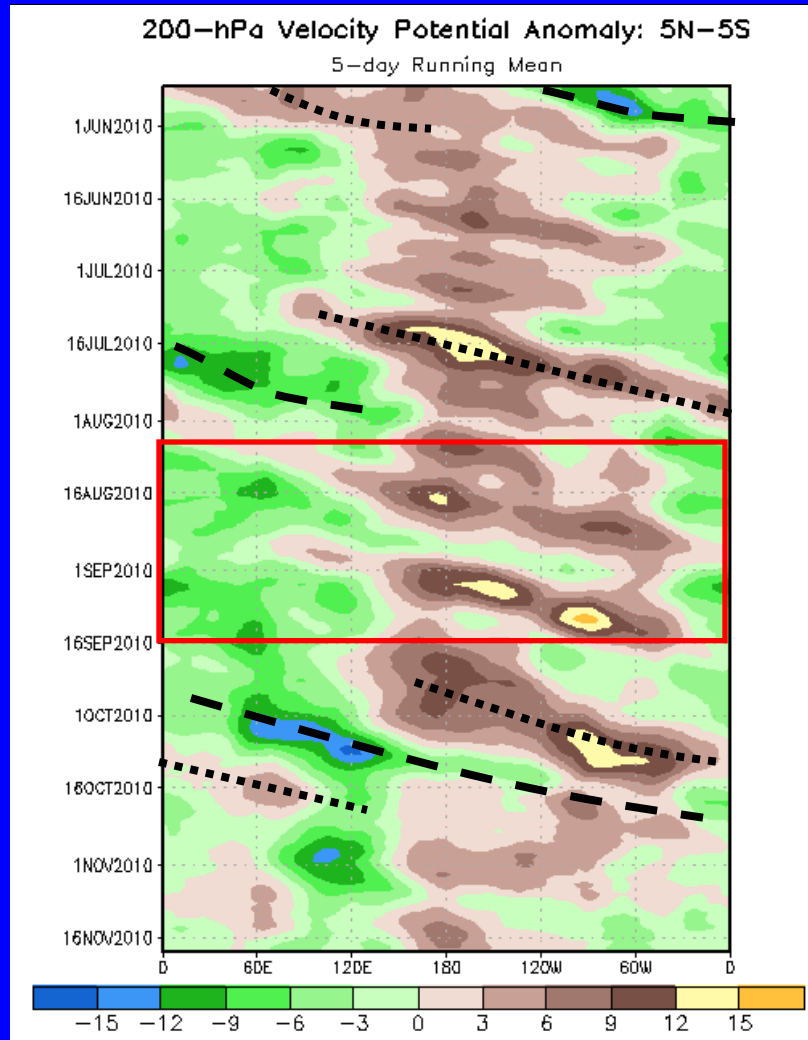 200-hPa Velocity Potential Anomaly: 5N-5S
5-day Running Mean
1JUN2010
16JUN2010
1JUL2010
16JUL2010
1AUG2010
16AUG2010
1SEP2010
16SEP2010
1OCT2010
16OCT2010
1NOV2010
16NOV2010
0 60E 120E 180 120W 60W 0
-15 -12 -9 -6 -3 0 3 6 9 12 15